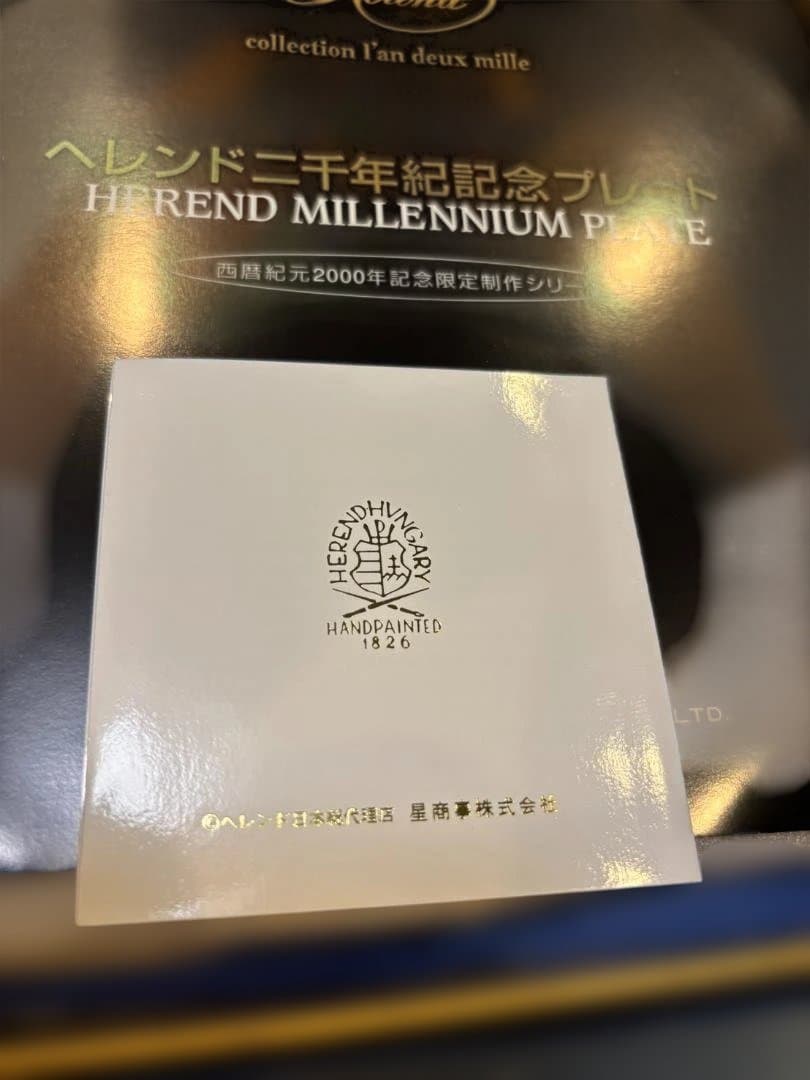 collection l'an deux mille
ヘレンド二千年紀記念プレート
HEREND MILLENNIUM PLATE
西暦紀元2000年記念限定制作シリー
HEREND HVNGARY
HANDPAINTED
1826
LTD.
©ヘレンド日本総代理店 星商事株式会社